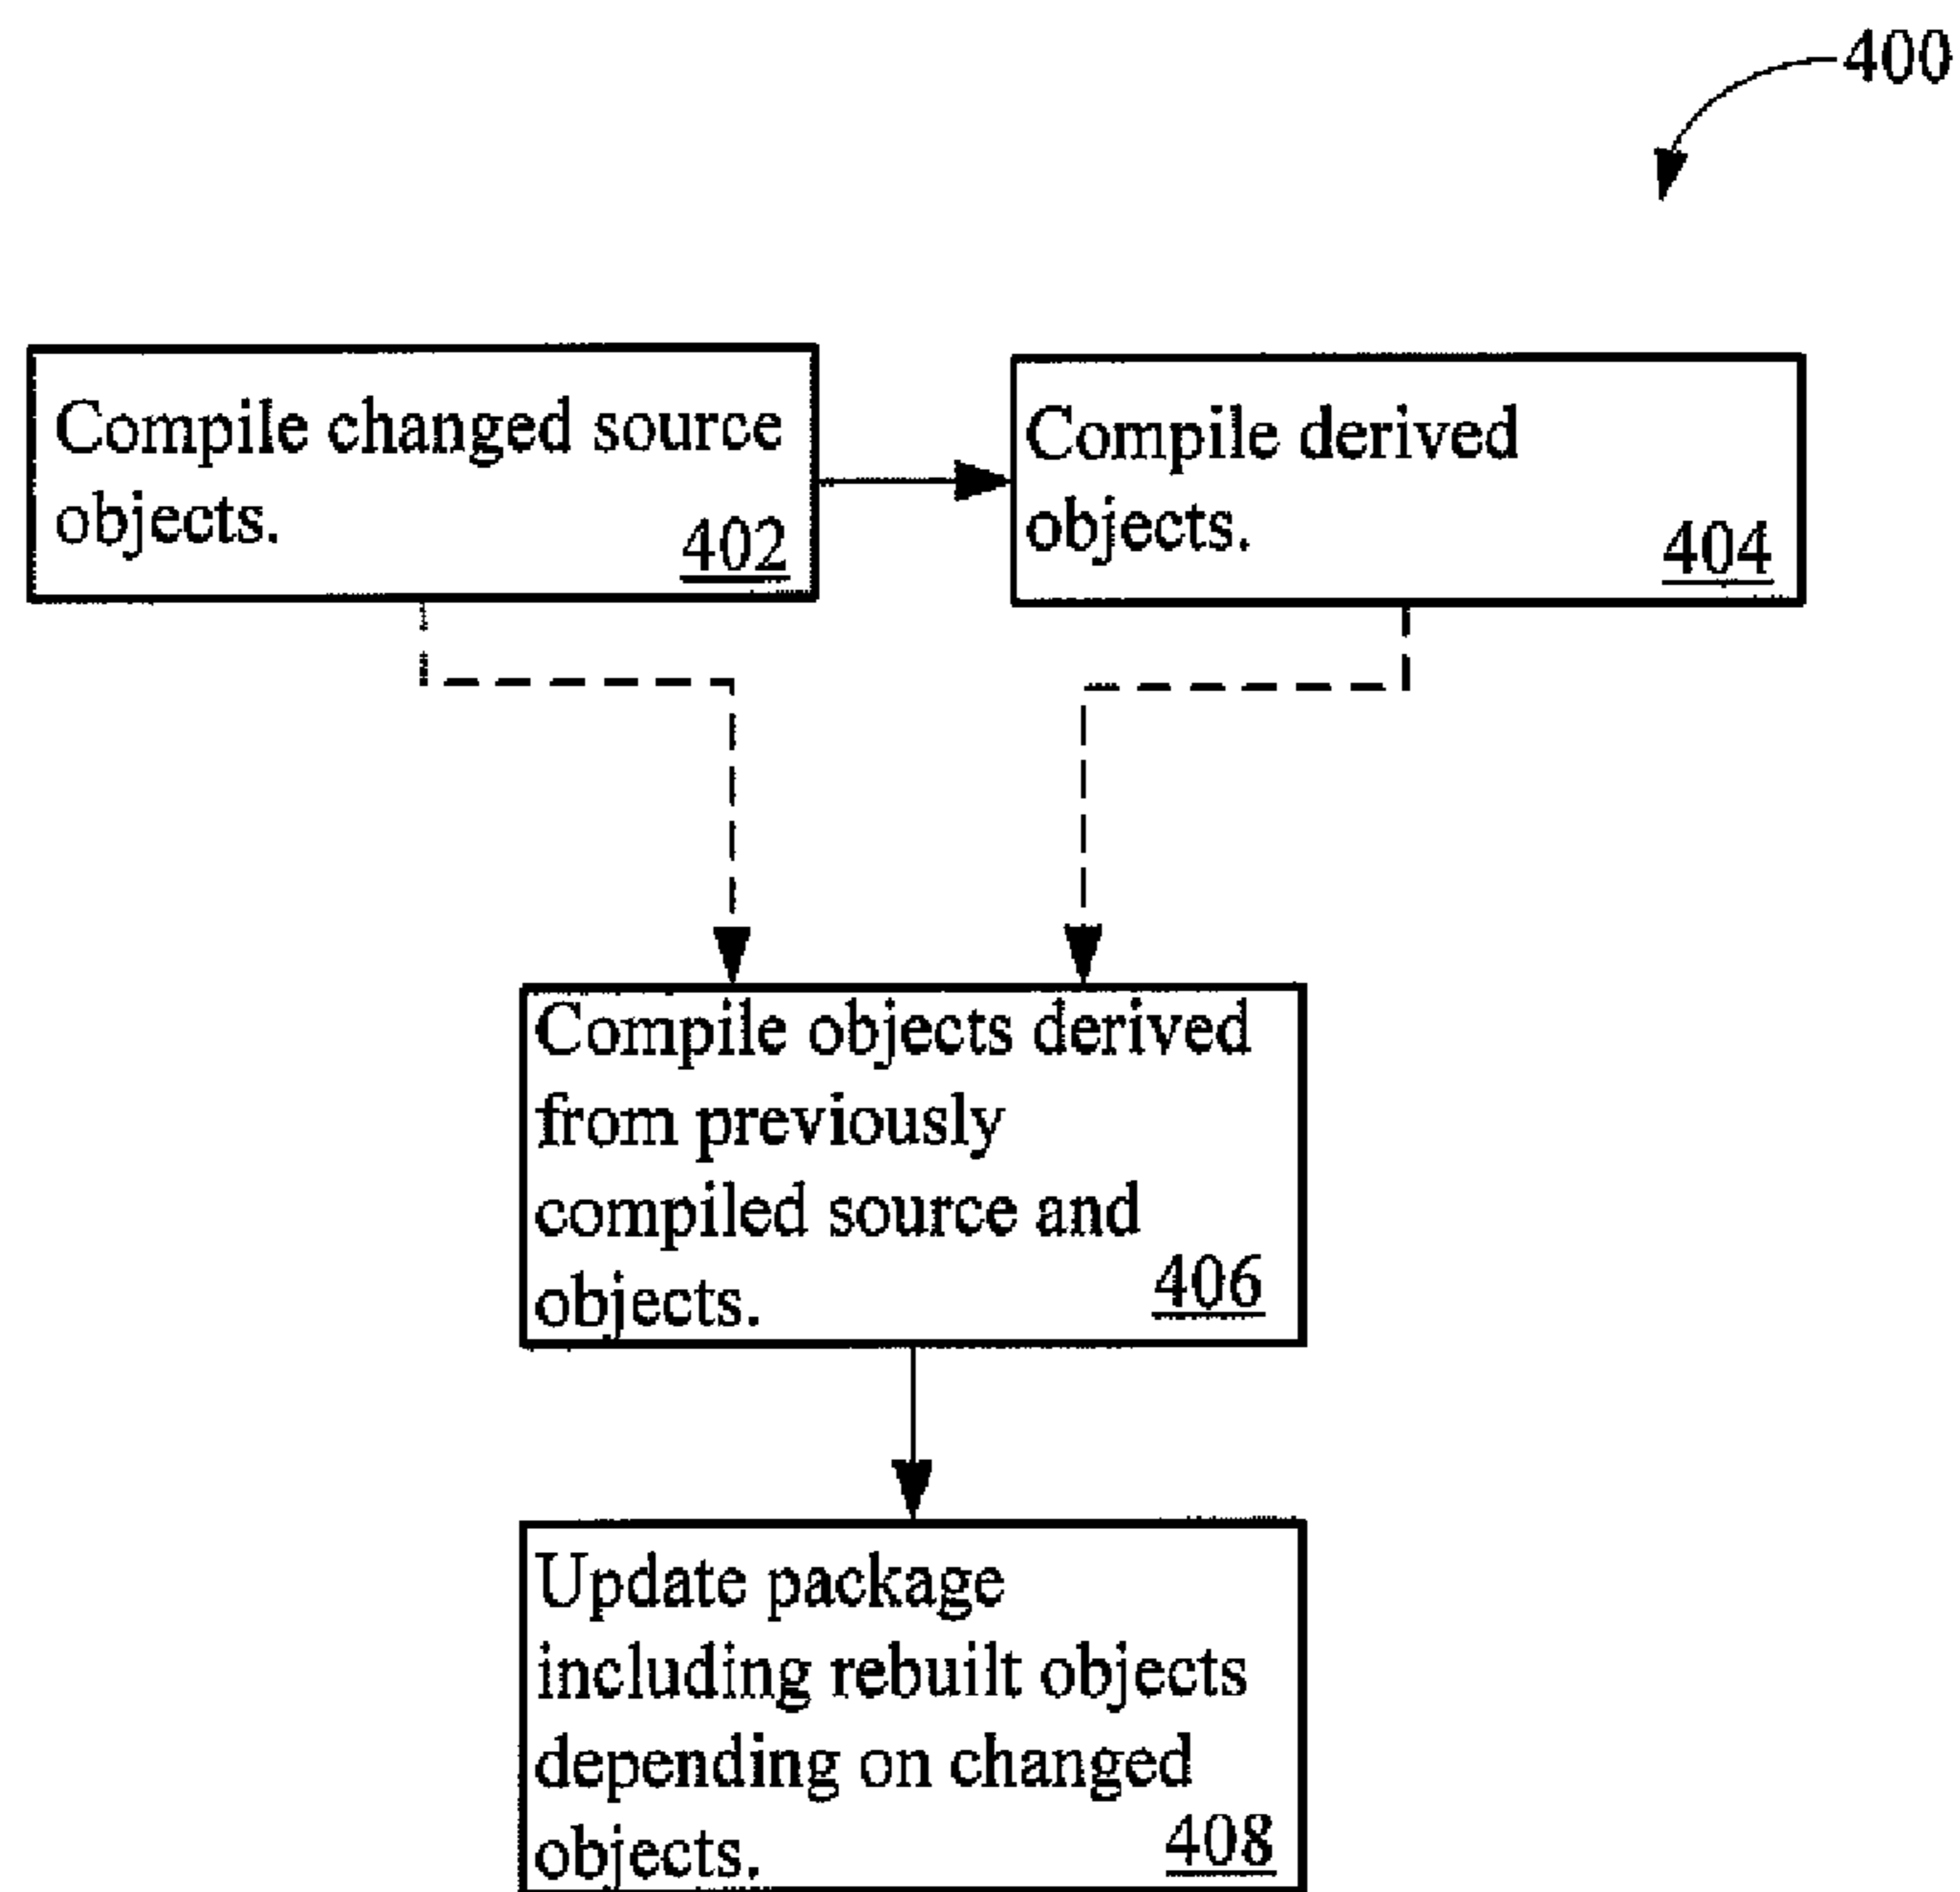 400
Compile changed source
objects.
402
Compile derived
objects.
404
Compile objects derived
from previously
compiled source and
objects.
406
Update package
including rebuilt objects
depending on changed
objects.
408